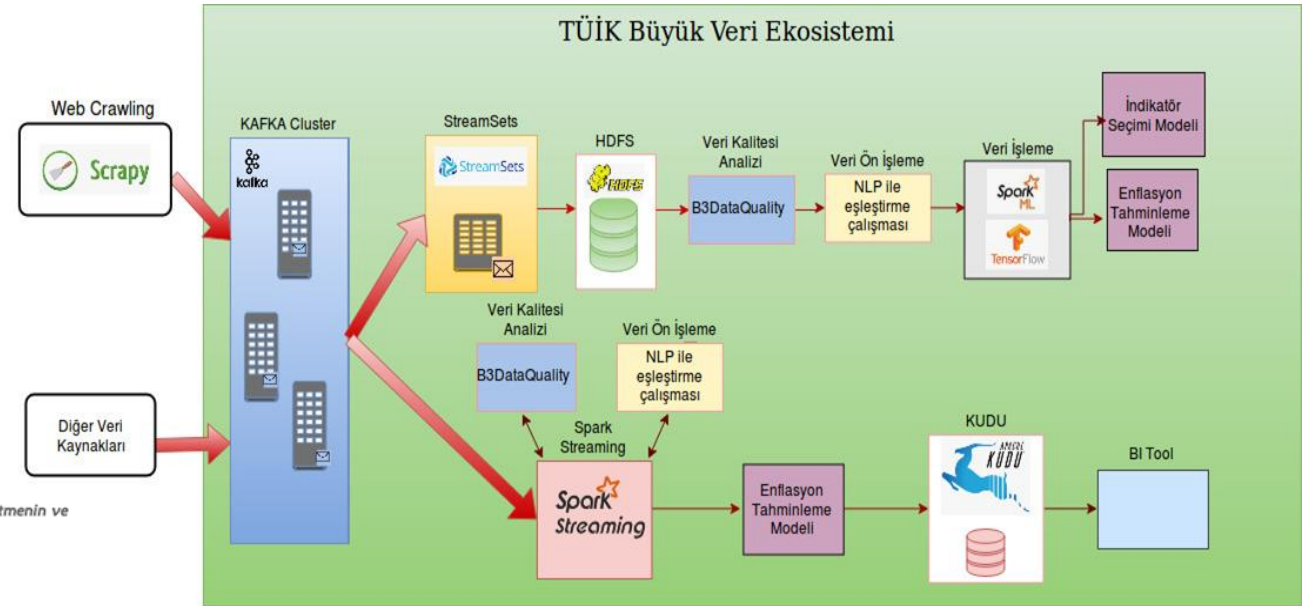 TÜİK Büyük Veri Ekosistemi
Web Crawling
Scrapy
Diğer Veri
Kaynakları
tmenin ve
KAFKA Cluster
kafka
StreamSets
StreamSets
HDFS
HDFS
Veri Kalitesi
Analizi
B3DataQuality
Veri Ön İşleme
NLP ile
eşleştirme
çalışması
Veri İşleme
Spark
ML
TensorFlow
İndikatör
Seçimi Modeli
Enflasyon
Tahminleme
Modeli
Veri Kalitesi
Analizi
B3DataQuality
Veri Ön İşleme
NLP ile
eşleştirme
çalışması
Spark
Streaming
Spark
Streaming
Enflasyon
Tahminleme
Modeli
KUDU
APACHE
KUDU
BI Tool